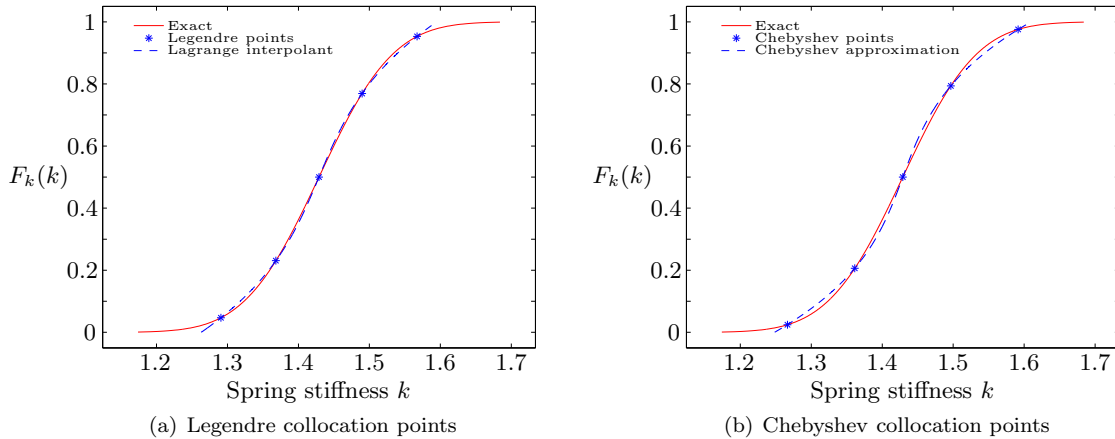 1
0.8
0.6
F_k(k)
0.4
0.2
0
Exact
Legendre points
Lagrange interpolant
1.2 1.3 1.4 1.5 1.6 1.7
Spring stiffness k
(a) Legendre collocation points
1
0.8
0.6
F_k(k)
0.4
0.2
0
Exact
Chebyshev points
Chebyshev approximation
1.2 1.3 1.4 1.5 1.6 1.7
Spring stiffness k
(b) Chebyshev collocation points